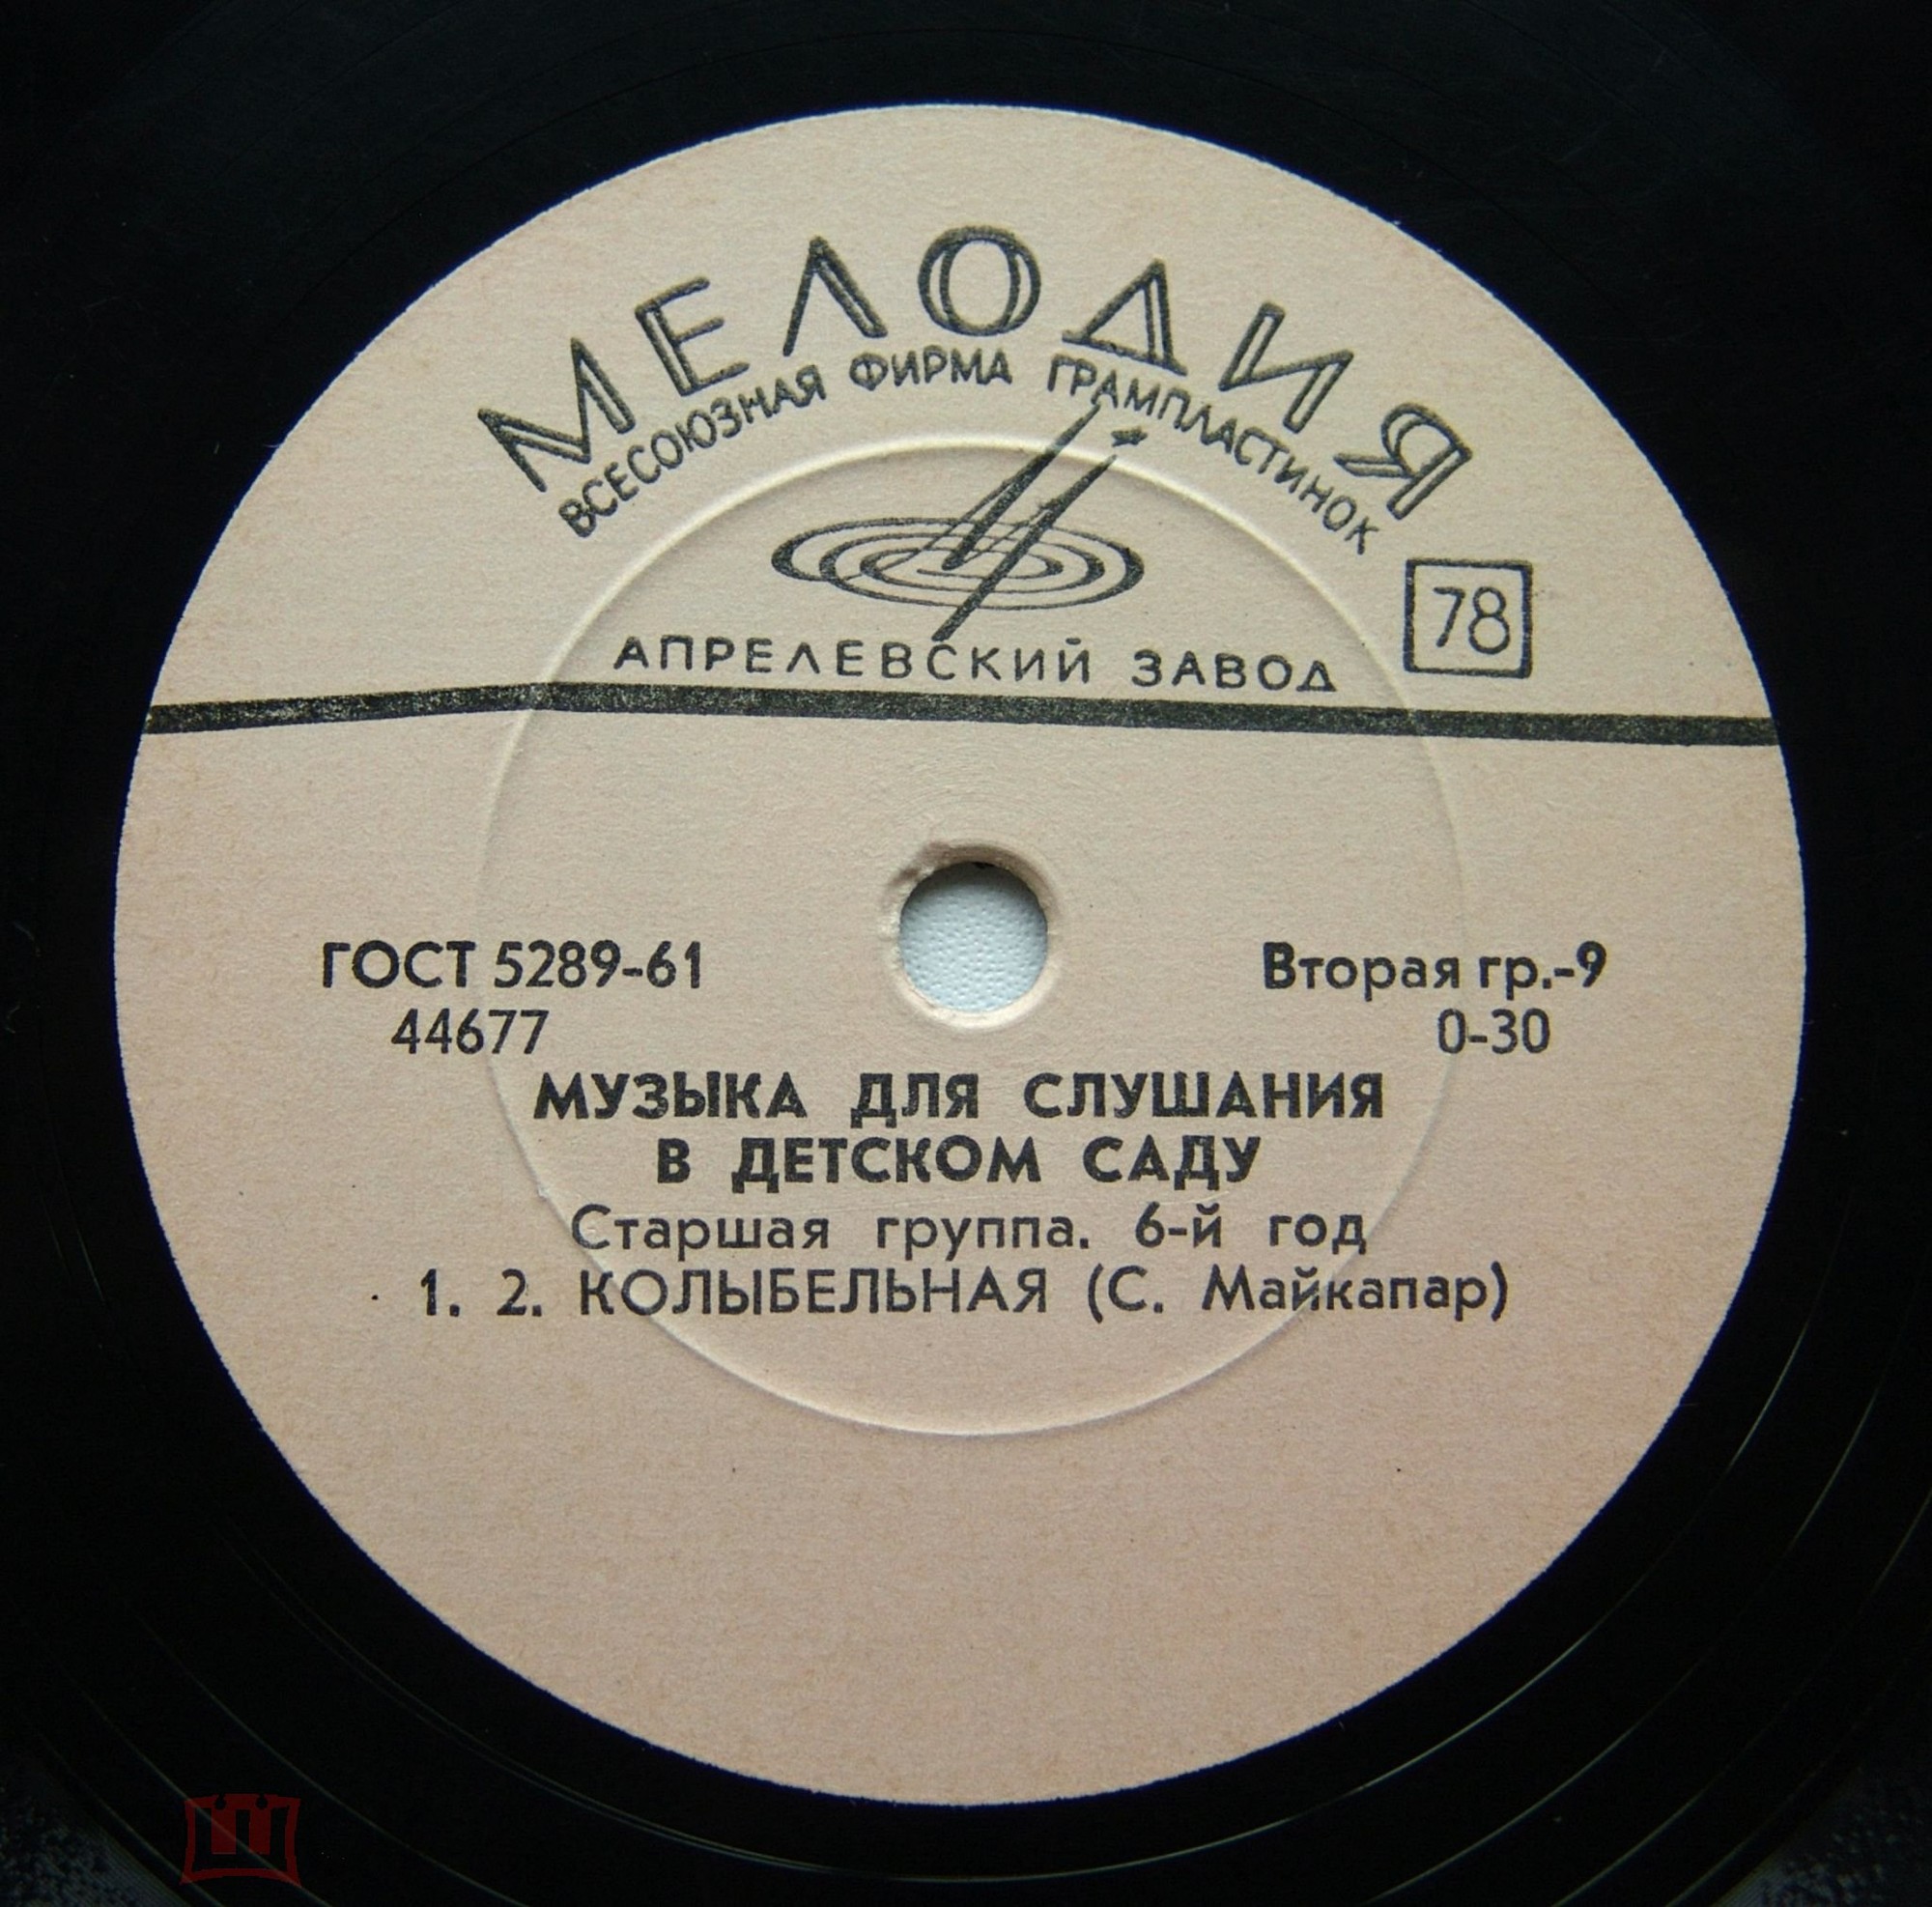 МЕЛОДИЯ
ВСЕСОЮЗНАЯ ФИРМА ГРАМПЛАСТИНОК
АПРЕЛЕВСКИЙ ЗАВОД
78
ГОСТ 5289-61
Вторая гр.-9
44677
0-30
МУЗЫКА ДЛЯ СЛУШАНИЯ
В ДЕТСКОМ САДУ
Старшая группа. 6-й год
1. 2. КОЛЫБЕЛЬНАЯ (С. Майкапар)